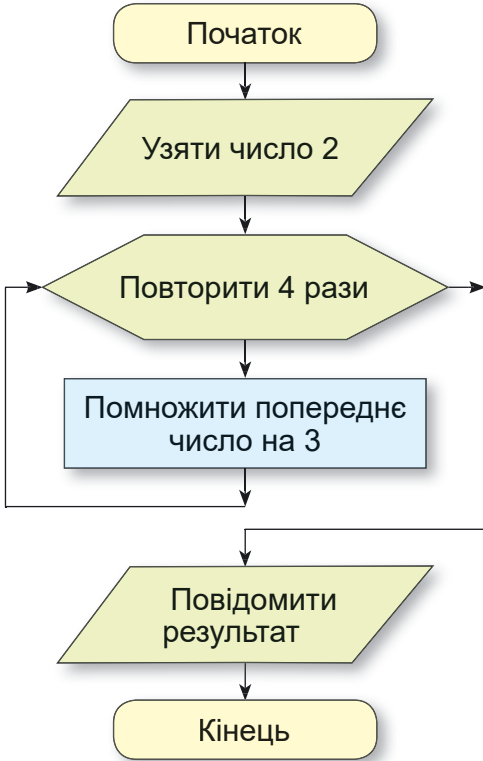 Початок
Узяти число 2
Повторити 4 рази
Помножити попереднє
число на 3
Повідомити
результат
Кінець